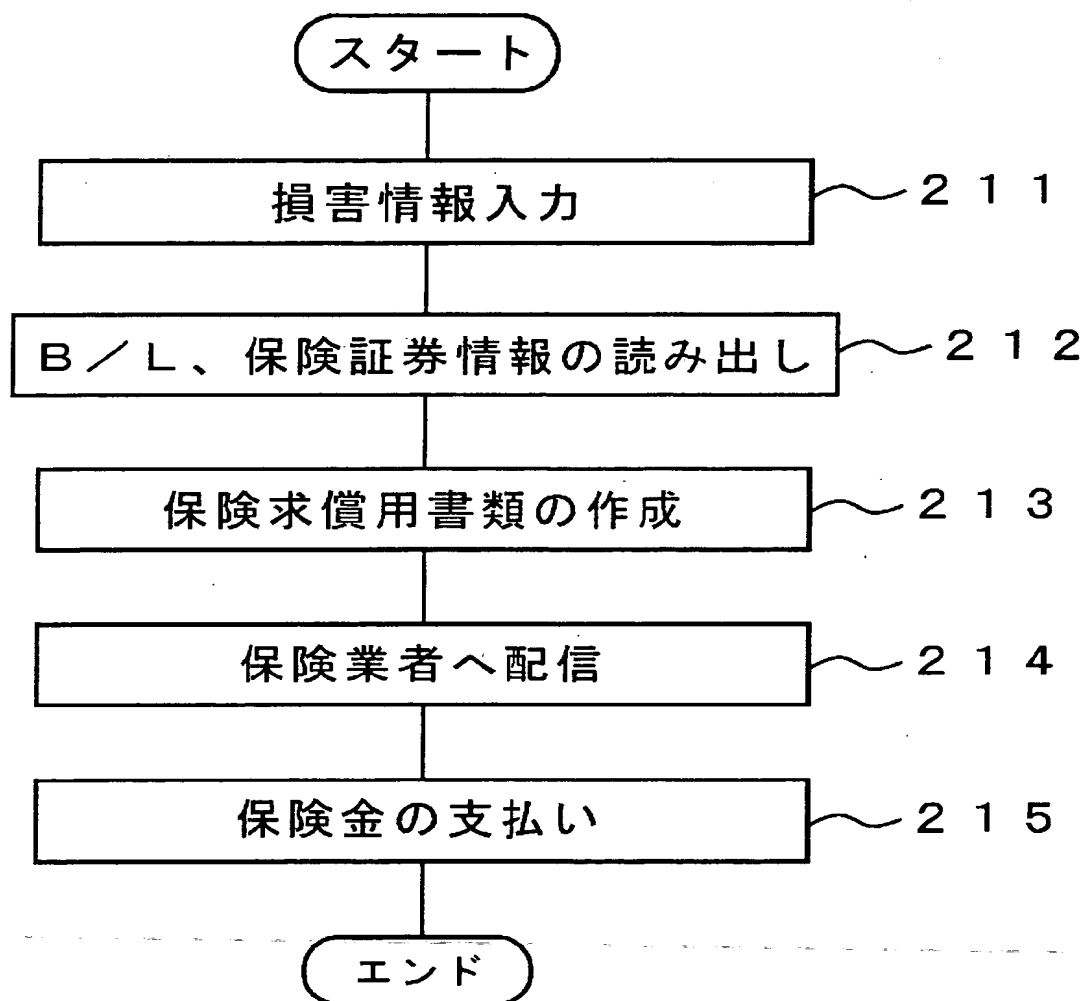 スタート
損害情報入力 211
B/L、保険証券情報の読み出し 212
保険求償用書類の作成 213
保険業者へ配信 214
保険金の支払い 215
エンド